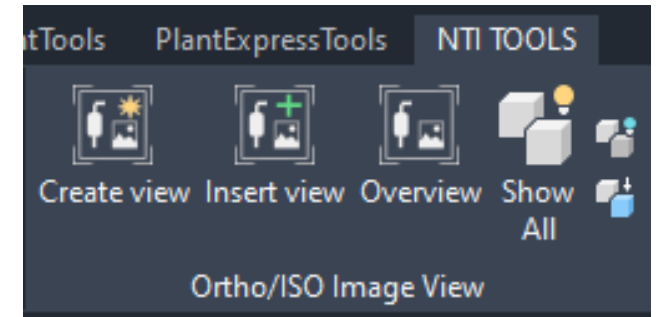 tTools PlantExpressTools NTI TOOLS
Create view Insert view Overview Show All
Ortho/ISO Image View